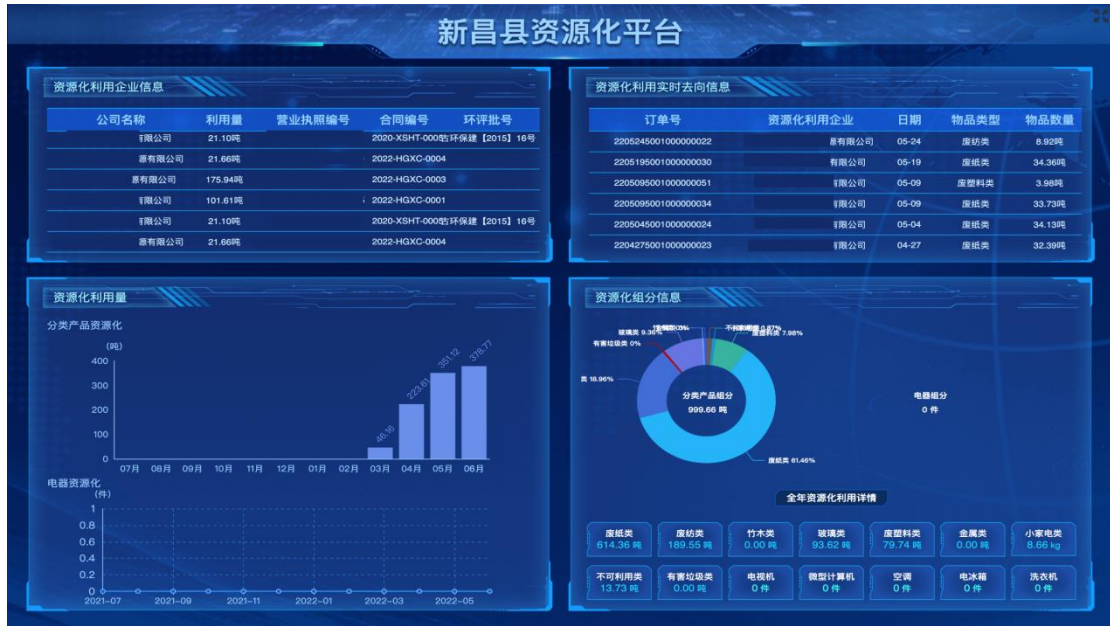 新昌县资源化平台
资源化利用企业信息
公司名称 利用量 营业执照编号 合同编号 环评批号
有限公司 21.10吨 2020-XSHT-0005 环保建【2015】16号
源有限公司 21.66吨 2022-HGXC-0004
源有限公司 175.94吨 2022-HGXC-0003
有限公司 101.61吨 2022-HGXC-0001
有限公司 21.10吨 2020-XSHT-0005 环保建【2015】16号
源有限公司 21.66吨 2022-HGXC-0004
资源化利用实时去向信息
订单号 资源化利用企业 日期 物品类型 物品数量
2205245001000000022 源有限公司 05-24 废纺类 8.92吨
2205195001000000030 有限公司 05-19 废纸类 34.36吨
2205095001000000051 有限公司 05-09 废塑料类 3.98吨
2205095001000000034 有限公司 05-09 废纸类 33.73吨
2205045001000000024 有限公司 05-04 废纸类 34.13吨
2204275001000000023 有限公司 04-27 废纸类 32.39吨
资源化利用量
分类产品资源化
(吨)
400
300
200
100
0
46.16 223.61 351.12 378.77
07月 08月 09月 10月 11月 12月 01月 02月 03月 04月 05月 06月
电器资源化
(件)
1
0.8
0.6
0.4
0.2
0
2021-07 2021-09 2021-11 2022-01 2022-03 2022-05
资源化组分信息
玻璃类 9.36%
废塑料类 7.98%
有害垃圾类 0%
类 18.96%
分类产品组分
999.66 吨
废纸类 61.46%
电器组分
0 件
全年资源化利用详情
废纸类 废纺类 竹木类 玻璃类 废塑料类 金属类 小家电类
614.36 吨 189.55 吨 0.00 吨 93.62 吨 79.74 吨 0.00 吨 8.66 kg
不可利用类 有害垃圾类 电视机 微型计算机 空调 电冰箱 洗衣机
13.73 吨 0.00 吨 0 件 0 件 0 件 0 件 0 件